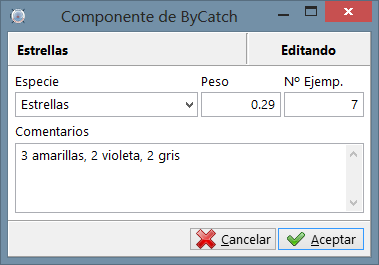 Componente de ByCatch
Estrellas Editando
Especie Peso Nº Ejemp.
Estrellas 0.29 7
Comentarios
3 amarillas, 2 violeta, 2 gris
Cancelar Aceptar